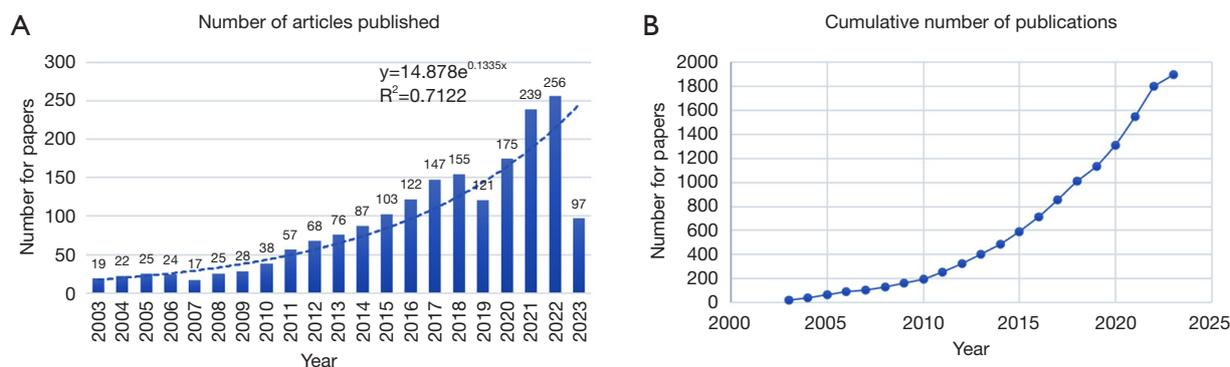 A
Number of articles published
Number for papers
300
250
200
150
100
50
0
y=14.878e^0.1335x
R²=0.7122
19 22 25 24 17 25 28 38 57 68 76 87 103 122 147 155 121 175 239 256 97
2003 2004 2005 2006 2007 2008 2009 2010 2011 2012 2013 2014 2015 2016 2017 2018 2019 2020 2021 2022 2023
Year
B
Cumulative number of publications
Number for papers
2000
1800
1600
1400
1200
1000
800
600
400
200
0
2000 2005 2010 2015 2020 2025
Year